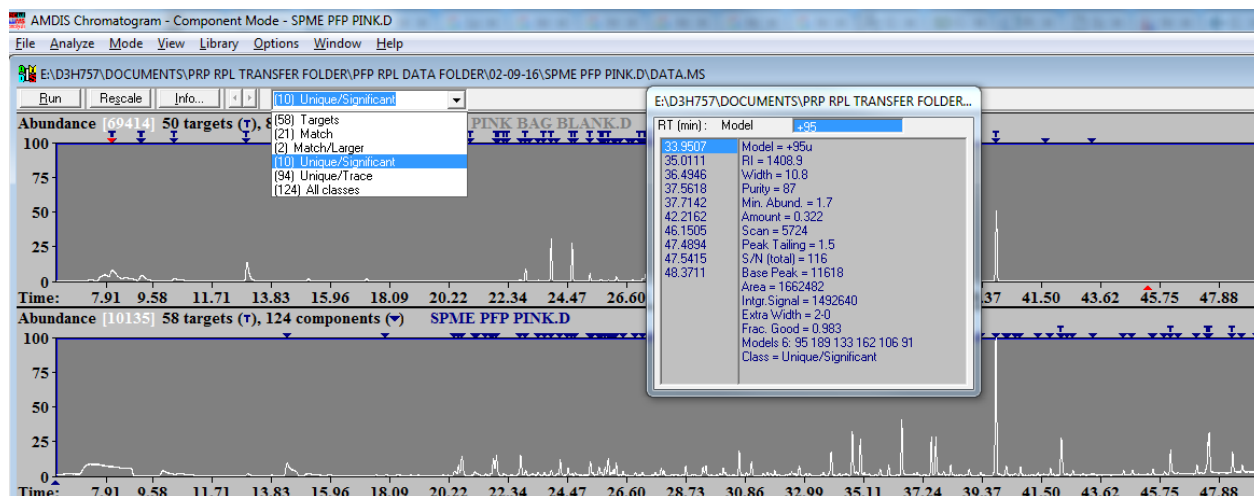 AMDIS Chromatogram - Component Mode - SPME PFP PINK.D
File Analyze Mode View Library Options Window Help
E:\D3H757\DOCUMENTS\PRP RPL TRANSFER FOLDER\PFP RPL DATA FOLDER\02-09-16\SPME PFP PINK.D\DATA.MS
Run Rescale Info... (10) Unique/Significant
Abundance [69414] 50 targets (T), PINK BAG BLANK.D
(58) Targets
(21) Match
(2) Match/Larger
(10) Unique/Significant
(94) Unique/Trace
(124) All classes
100
75
50
25
0
Time: 7.91 9.58 11.71 13.83 15.96 18.09 20.22 22.34 24.47 26.60 .37 41.50 43.62 45.75 47.88
E:\D3H757\DOCUMENTS\PRP RPL TRANSFER FOLDER...
RT (min): Model +95
33.9507 Model = +95u
35.0111 RI = 1408.9
36.4946 Width = 10.8
37.5618 Purity = 87
37.7142 Min. Abund. = 1.7
42.2162 Amount = 0.322
46.1505 Scan = 5724
47.4894 Peak Tailing = 1.5
47.5415 S/N (total) = 116
48.3711 Base Peak = 11618
Area = 1662482
Intgr.Signal = 1492640
Extra Width = 2-0
Frac. Good = 0.983
Models 6: 95 189 133 162 106 91
Class = Unique/Significant
Abundance [10135] 58 targets (T), 124 components (▼) SPME PFP PINK.D
100
75
50
25
0
Time: 7.91 9.58 11.71 13.83 15.96 18.09 20.22 22.34 24.47 26.60 28.73 30.86 32.99 35.11 37.24 39.37 41.50 43.62 45.75 47.88